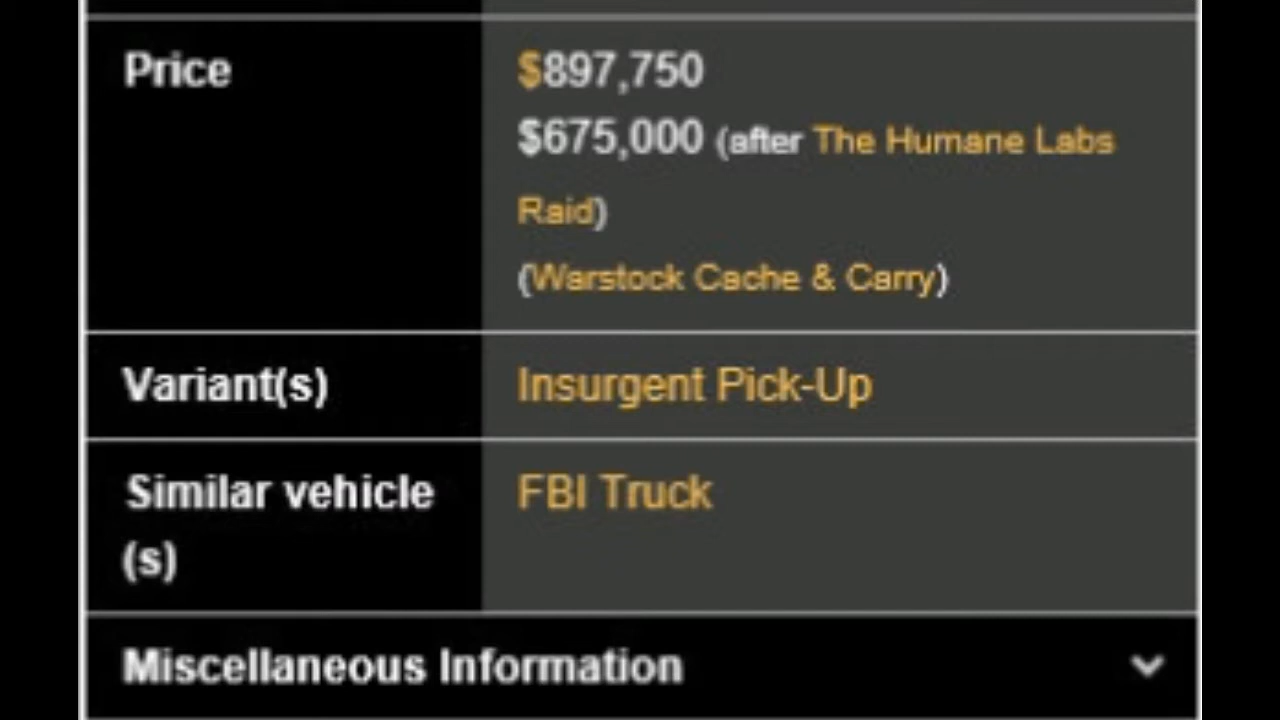 Price
$897,750
$675,000 (after The Humane Labs
Raid)
(Warstock Cache & Carry)
Variant(s)
Insurgent Pick-Up
Similar vehicle
(s)
FBI Truck
Miscellaneous Information